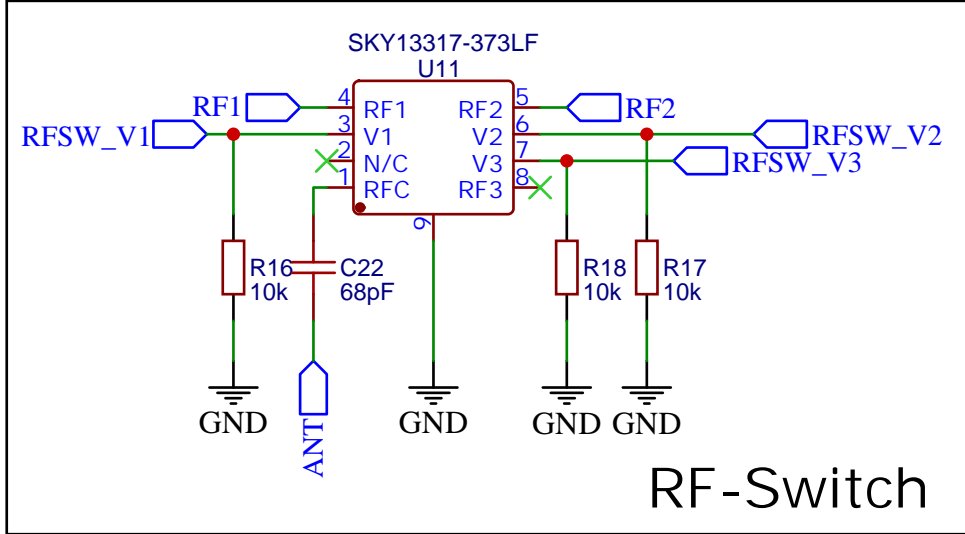 SKY13317-373LF
U11
RF1
4
RF1
RF2
5
RF2
RFSW_V1
3
V1
V2
6
RFSW_V2
2
N/C
V3
7
RFSW_V3
1
RFC
RF3
8
9
R16
10k
C22
68pF
R18
10k
R17
10k
GND
ANT
GND
GND
GND
RF-Switch